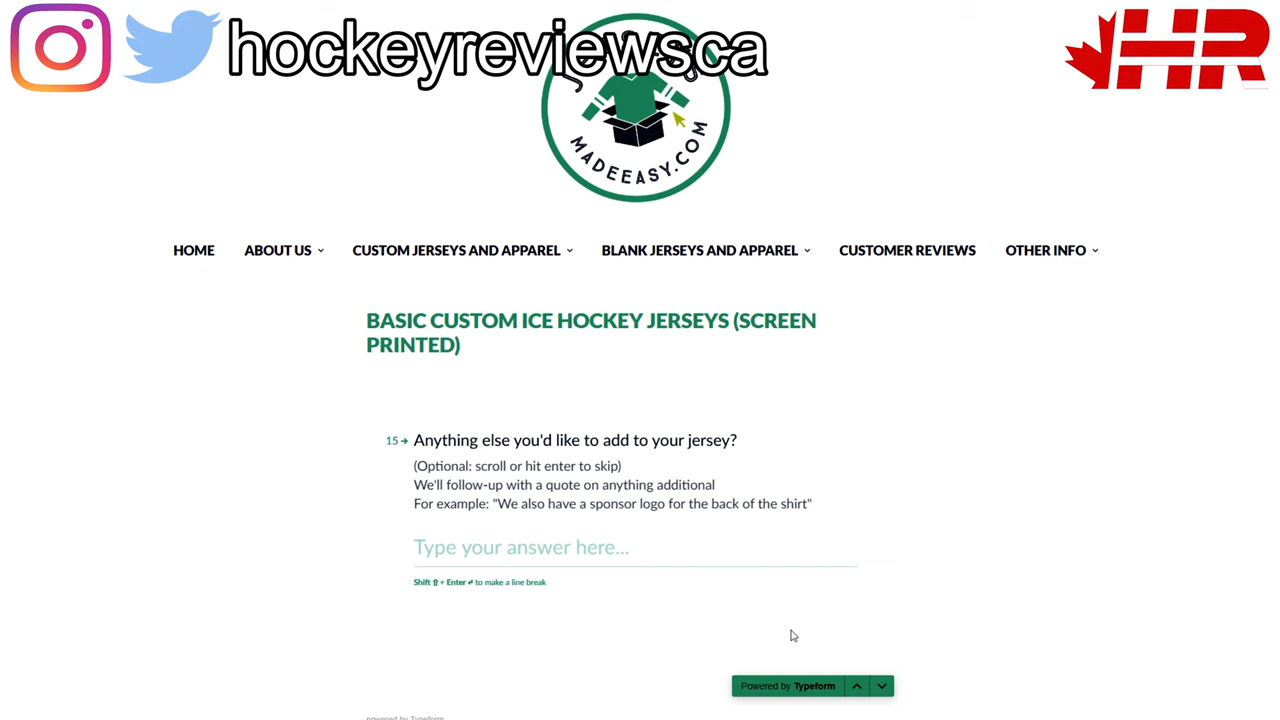 hockeyreviewsca
HR
MADEEASY.COM
HOME ABOUT US CUSTOM JERSEYS AND APPAREL BLANK JERSEYS AND APPAREL CUSTOMER REVIEWS OTHER INFO
BASIC CUSTOM ICE HOCKEY JERSEYS (SCREEN
PRINTED)
15 → Anything else you'd like to add to your jersey?
(Optional: scroll or hit enter to skip)
We'll follow-up with a quote on anything additional
For example: "We also have a sponsor logo for the back of the shirt"
Type your answer here...
Shift ⇧ + Enter ↵ to make a line break
Powered by Typeform
powered by Typeform